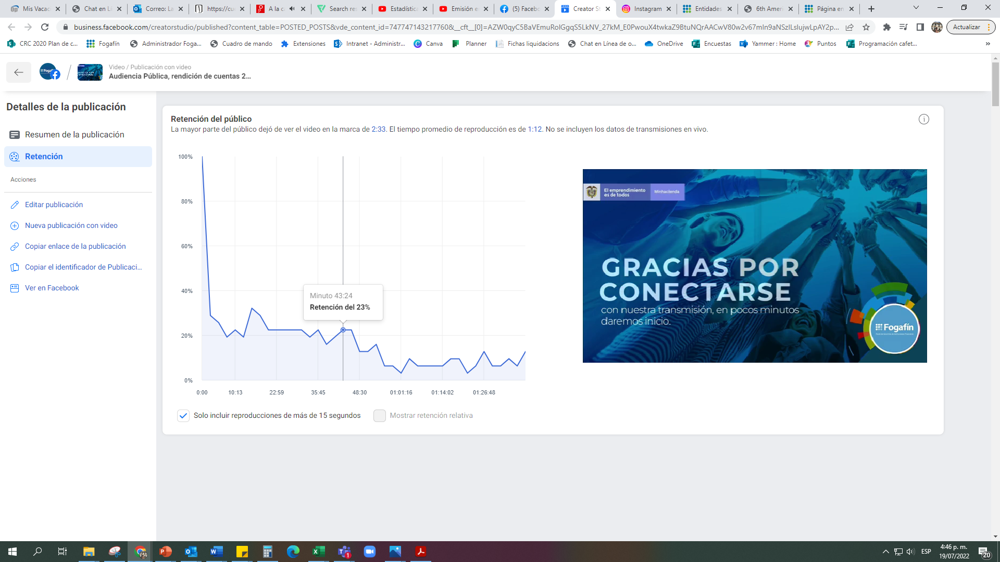 Mis Vacac
Chat en Lí
Correo: La
https://cu
A la c
Search res
Estadístic
Emisión e
(5) Facebo
Creator St
Instagram
Entidades
6th Ameri
Página en
business.facebook.com/creatorstudio/published?content_table=POSTED_POSTS&vde_content_id=747747143217760&__cft__[0]=AZW0qyC5BaVEmuRolGgqS5LkNV_27kM_E0PwouX4twkaZ9BtuNQrAACwV80w2v67mIn9aNSzILslujwLpAY2p...
Actualizar
CRC 2020 Plan de c...
Fogafín
Administrador Foga...
Cuadro de mando
Extensiones
Intranet - Administr...
Canva
Planner
Fichas liquidacions
Chat en Línea de o...
OneDrive
Encuestas
Yammer : Home
Puntos
Programación cafet...
»
Video / Publicación con video
Audiencia Pública, rendición de cuentas 2...
Detalles de la publicación
Resumen de la publicación
Retención
Acciones
Editar publicación
Nueva publicación con video
Copiar enlace de la publicación
Copiar el identificador de Publicaci...
Ver en Facebook
Retención del público
La mayor parte del público dejó de ver el video en la marca de 2:33. El tiempo promedio de reproducción es de 1:12. No se incluyen los datos de transmisiones en vivo.
100%
80%
60%
40%
20%
0%
Minuto 43:24
Retención del 23%
0:00 10:13 22:59 35:45 48:30 01:01:16 01:14:02 01:26:48
Solo incluir reproducciones de más de 15 segundos
Mostrar retención relativa
El emprendimiento
es de todos
Minhacienda
GRACIAS POR
CONECTARSE
con nuestra transmisión, en pocos minutos
daremos inicio.
Fogafín
ESP
4:46 p. m.
19/07/2022
20
1